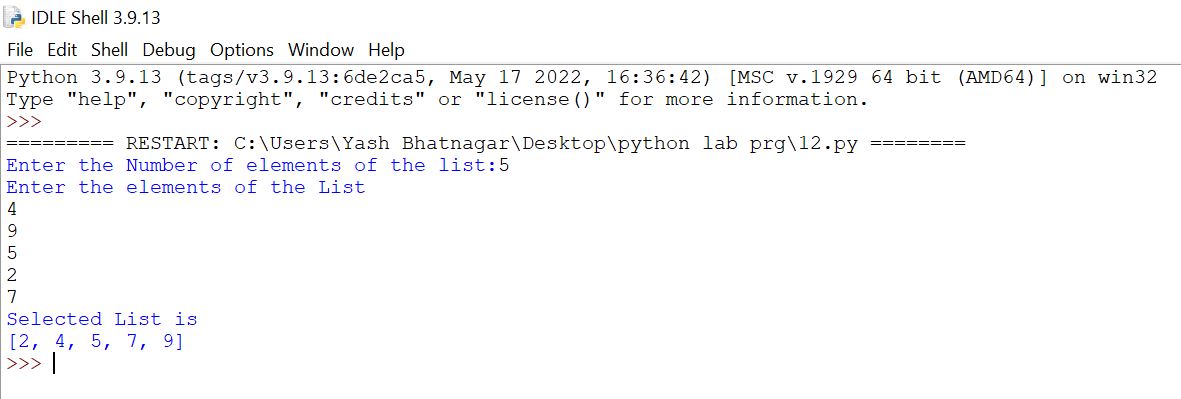 IDLE Shell 3.9.13
File Edit Shell Debug Options Window Help
Python 3.9.13 (tags/v3.9.13:6de2ca5, May 17 2022, 16:36:42) [MSC v.1929 64 bit (AMD64)] on win32
Type "help", "copyright", "credits" or "license()" for more information.
>>>
========= RESTART: C:\Users\Yash Bhatnagar\Desktop\python lab prg\12.py ========
Enter the Number of elements of the list:5
Enter the elements of the List
4
9
5
2
7
Selected List is
[2, 4, 5, 7, 9]
>>>